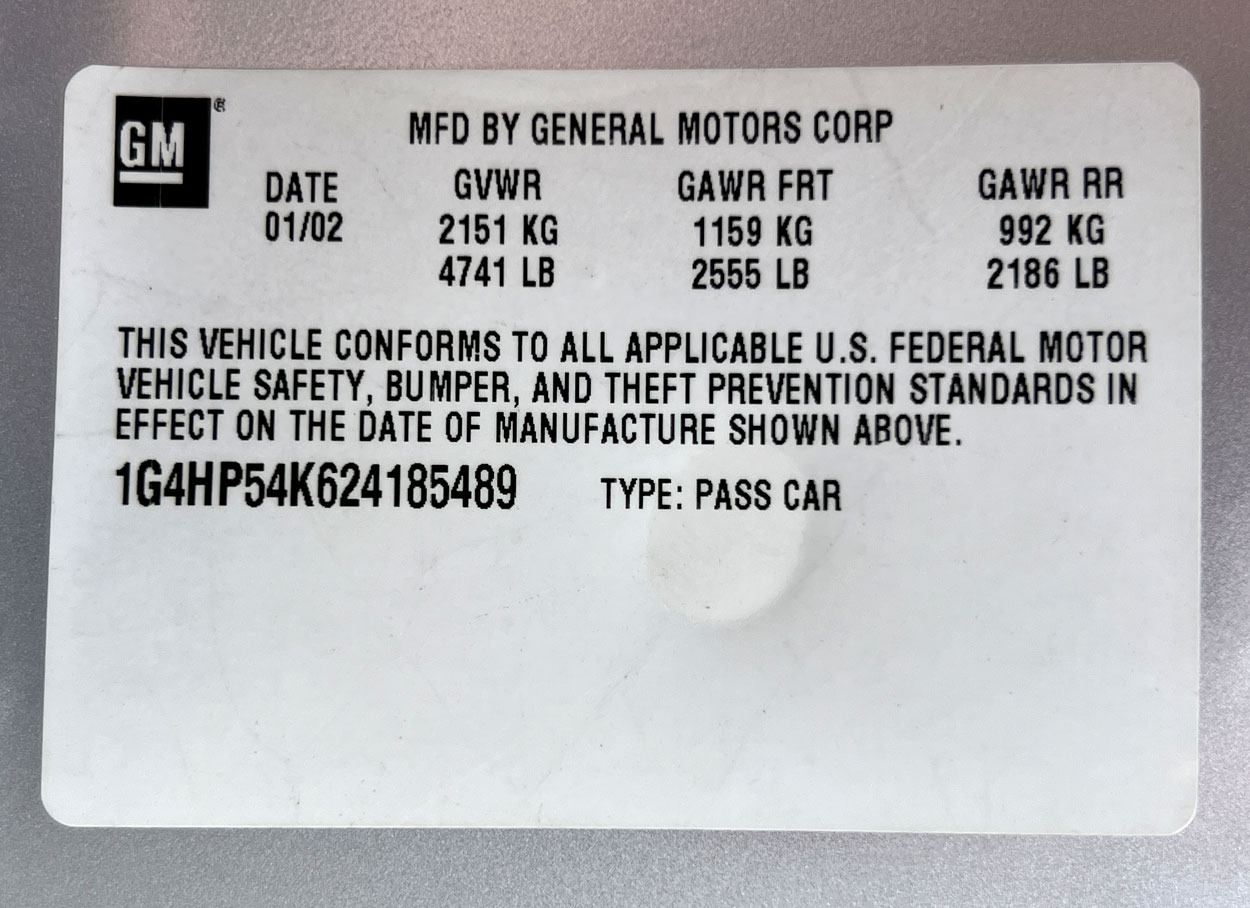 GM ®
MFD BY GENERAL MOTORS CORP
DATE GVWR GAWR FRT GAWR RR
01/02 2151 KG 1159 KG 992 KG
4741 LB 2555 LB 2186 LB
THIS VEHICLE CONFORMS TO ALL APPLICABLE U.S. FEDERAL MOTOR
VEHICLE SAFETY, BUMPER, AND THEFT PREVENTION STANDARDS IN
EFFECT ON THE DATE OF MANUFACTURE SHOWN ABOVE.
1G4HP54K624185489 TYPE: PASS CAR